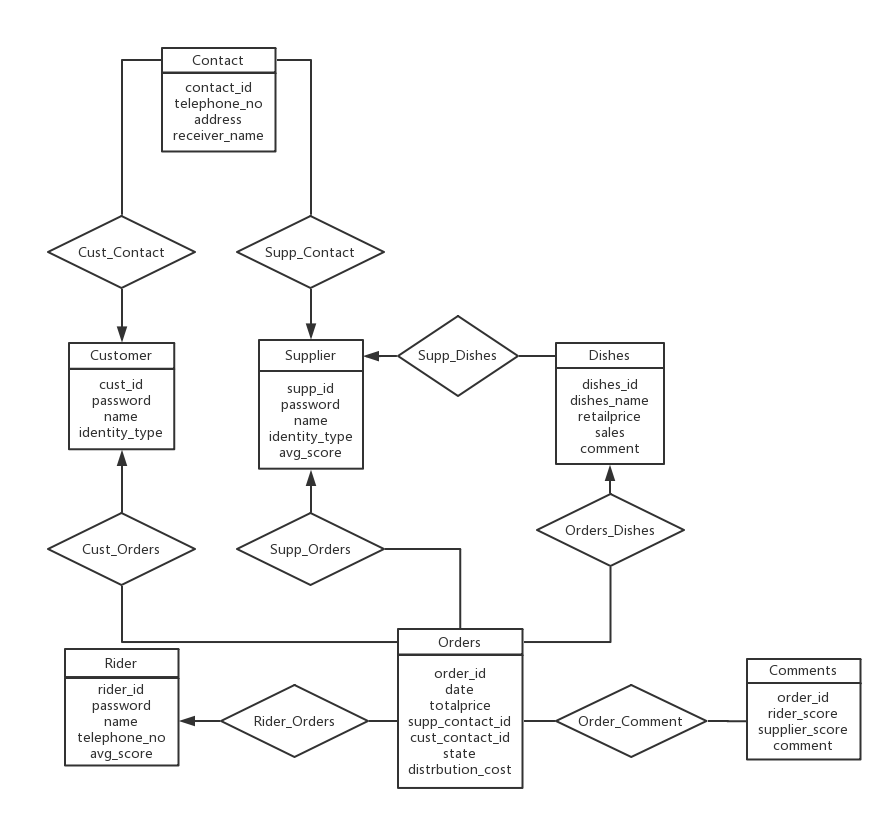 Contact
contact_id
telephone_no
address
receiver_name
Cust_Contact
Supp_Contact
Customer
cust_id
password
name
identity_type
Supplier
supp_id
password
name
identity_type
avg_score
Supp_Dishes
Dishes
dishes_id
dishes_name
retailprice
sales
comment
Cust_Orders
Supp_Orders
Orders_Dishes
Rider
rider_id
password
name
telephone_no
avg_score
Rider_Orders
Orders
order_id
date
totalprice
supp_contact_id
cust_contact_id
state
distrbution_cost
Order_Comment
Comments
order_id
rider_score
supplier_score
comment